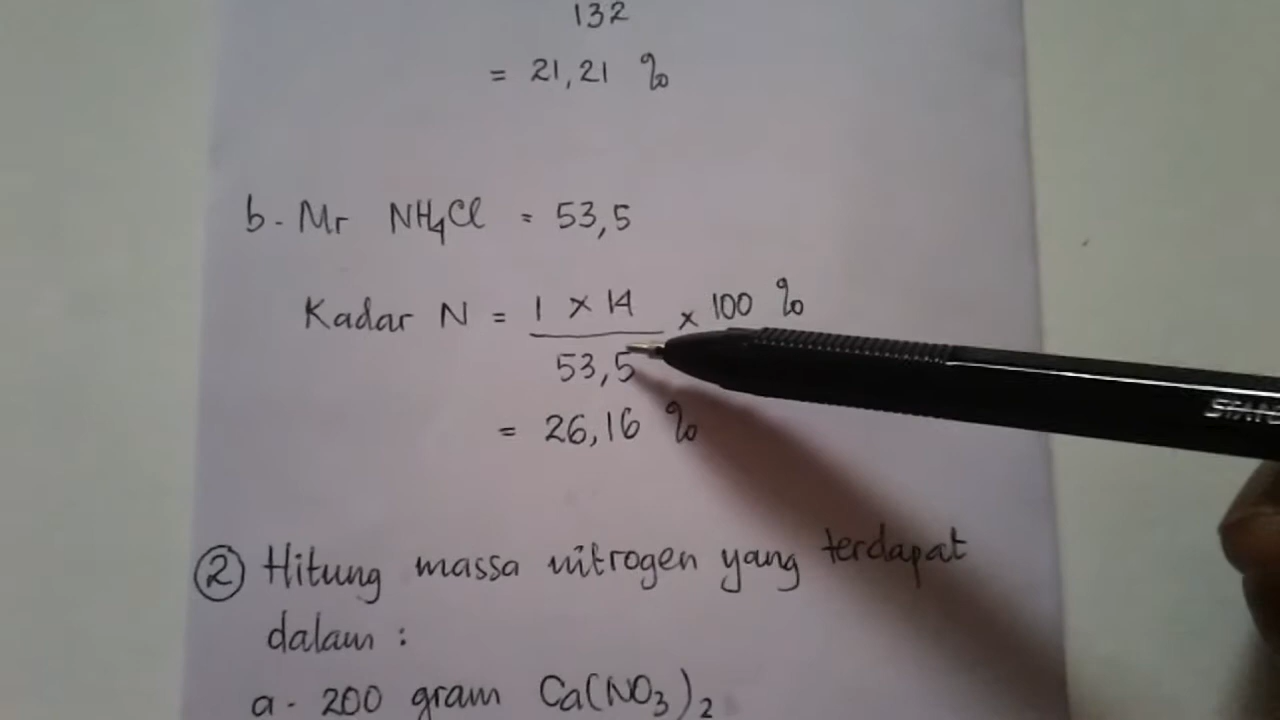 132
= 21,21 %
b. Mr NH4Cl = 53,5
Kadar N = 1 x 14 x 100 %
53,5
= 26,16 %
② Hitung massa nitrogen yang terdapat
dalam :
a. 200 gram Ca(NO3)2